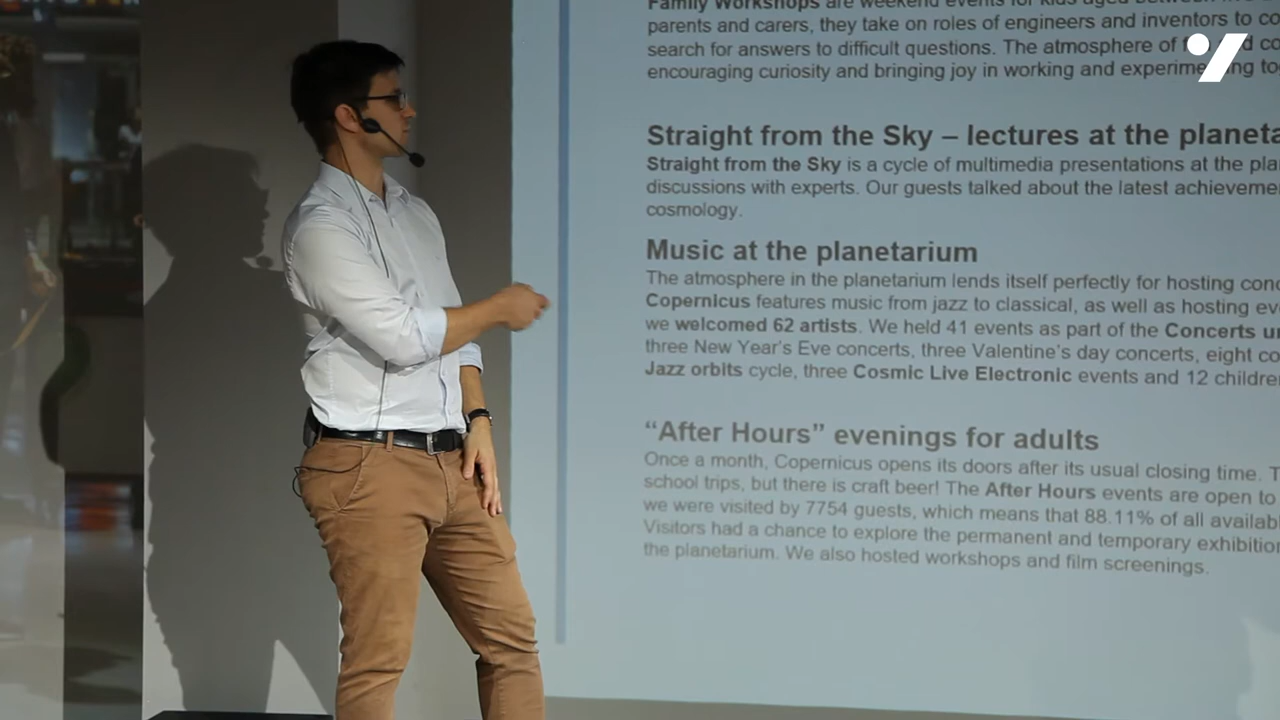 Family Workshops are weekend events for kids aged between
parents and carers, they take on roles of engineers and inventors to co
search for answers to difficult questions. The atmosphere of
encouraging curiosity and bringing joy in working and
Straight from the Sky – lectures at the planeta
Straight from the Sky is a cycle of multimedia presentations at the pla
discussions with experts. Our guests talked about the latest achieveme
cosmology.
Music at the planetarium
The atmosphere in the planetarium lends itself perfectly for hosting conc
Copernicus features music from jazz to classical, as well as hosting ev
we welcomed 62 artists. We held 41 events as part of the Concerts u
three New Year's Eve concerts, three Valentine's day concerts, eight co
Jazz orbits cycle, three Cosmic Live Electronic events and 12 childre
“After Hours” evenings for adults
Once a month, Copernicus opens its doors after its usual closing time. T
school trips, but there is craft beer! The After Hours events are open to
we were visited by 7754 guests, which means that 88.11% of all availab
Visitors had a chance to explore the permanent and temporary exhibition
the planetarium. We also hosted workshops and film screenings.